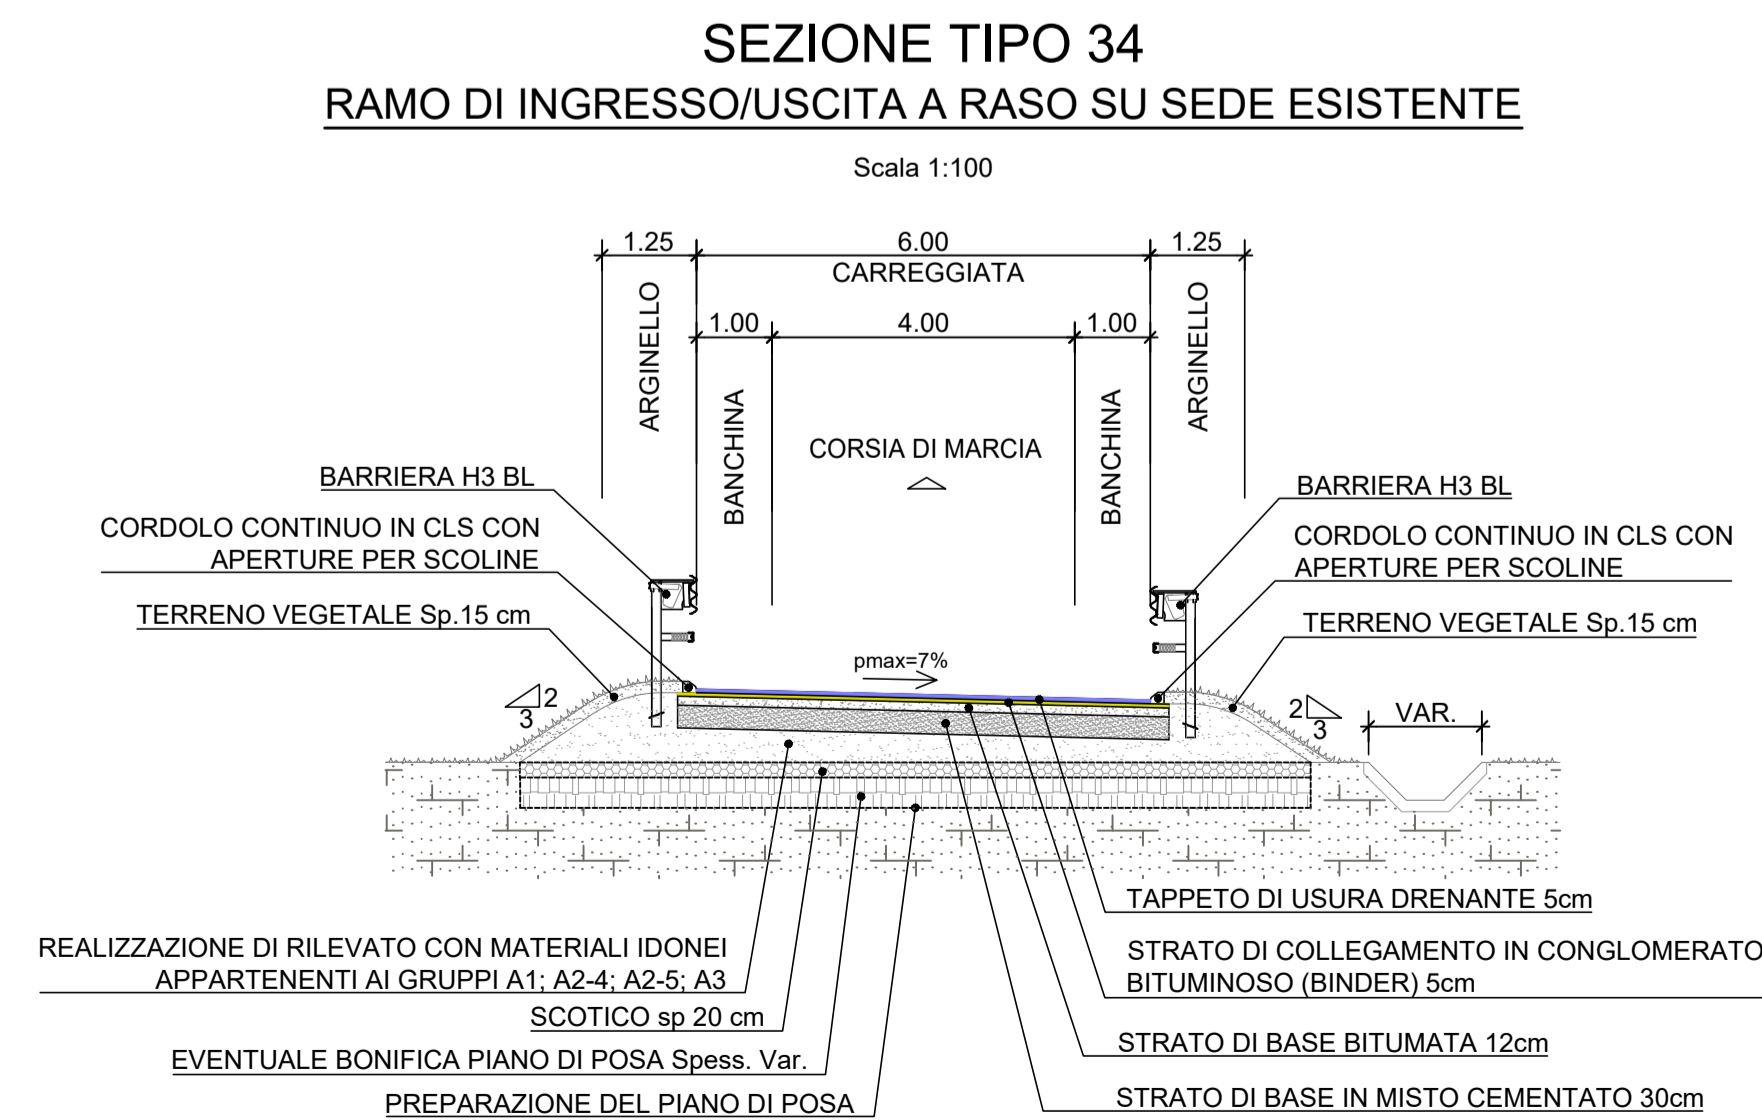 SEZIONE TIPO 34
RAMO DI INGRESSO/USCITA A RASO SU SEDE ESISTENTE
Scala 1:100
1.25
6.00
1.25
CARREGGIATA
1.00
4.00
1.00
ARGINELLO
BANCHINA
CORSIA DI MARCIA
BANCHINA
ARGINELLO
BARRIERA H3 BL
CORDOLO CONTINUO IN CLS CON
APERTURE PER SCOLINE
TERRENO VEGETALE Sp.15 cm
BARRIERA H3 BL
CORDOLO CONTINUO IN CLS CON
APERTURE PER SCOLINE
TERRENO VEGETALE Sp.15 cm
pmax=7%
2
3
2
3
VAR.
REALIZZAZIONE DI RILEVATO CON MATERIALI IDONEI
APPARTENENTI AI GRUPPI A1; A2-4; A2-5; A3
SCOTICO sp 20 cm
EVENTUALE BONIFICA PIANO DI POSA Spess. Var.
PREPARAZIONE DEL PIANO DI POSA
TAPPETO DI USURA DRENANTE 5cm
STRATO DI COLLEGAMENTO IN CONGLOMERATO
BITUMINOSO (BINDER) 5cm
STRATO DI BASE BITUMATA 12cm
STRATO DI BASE IN MISTO CEMENTATO 30cm